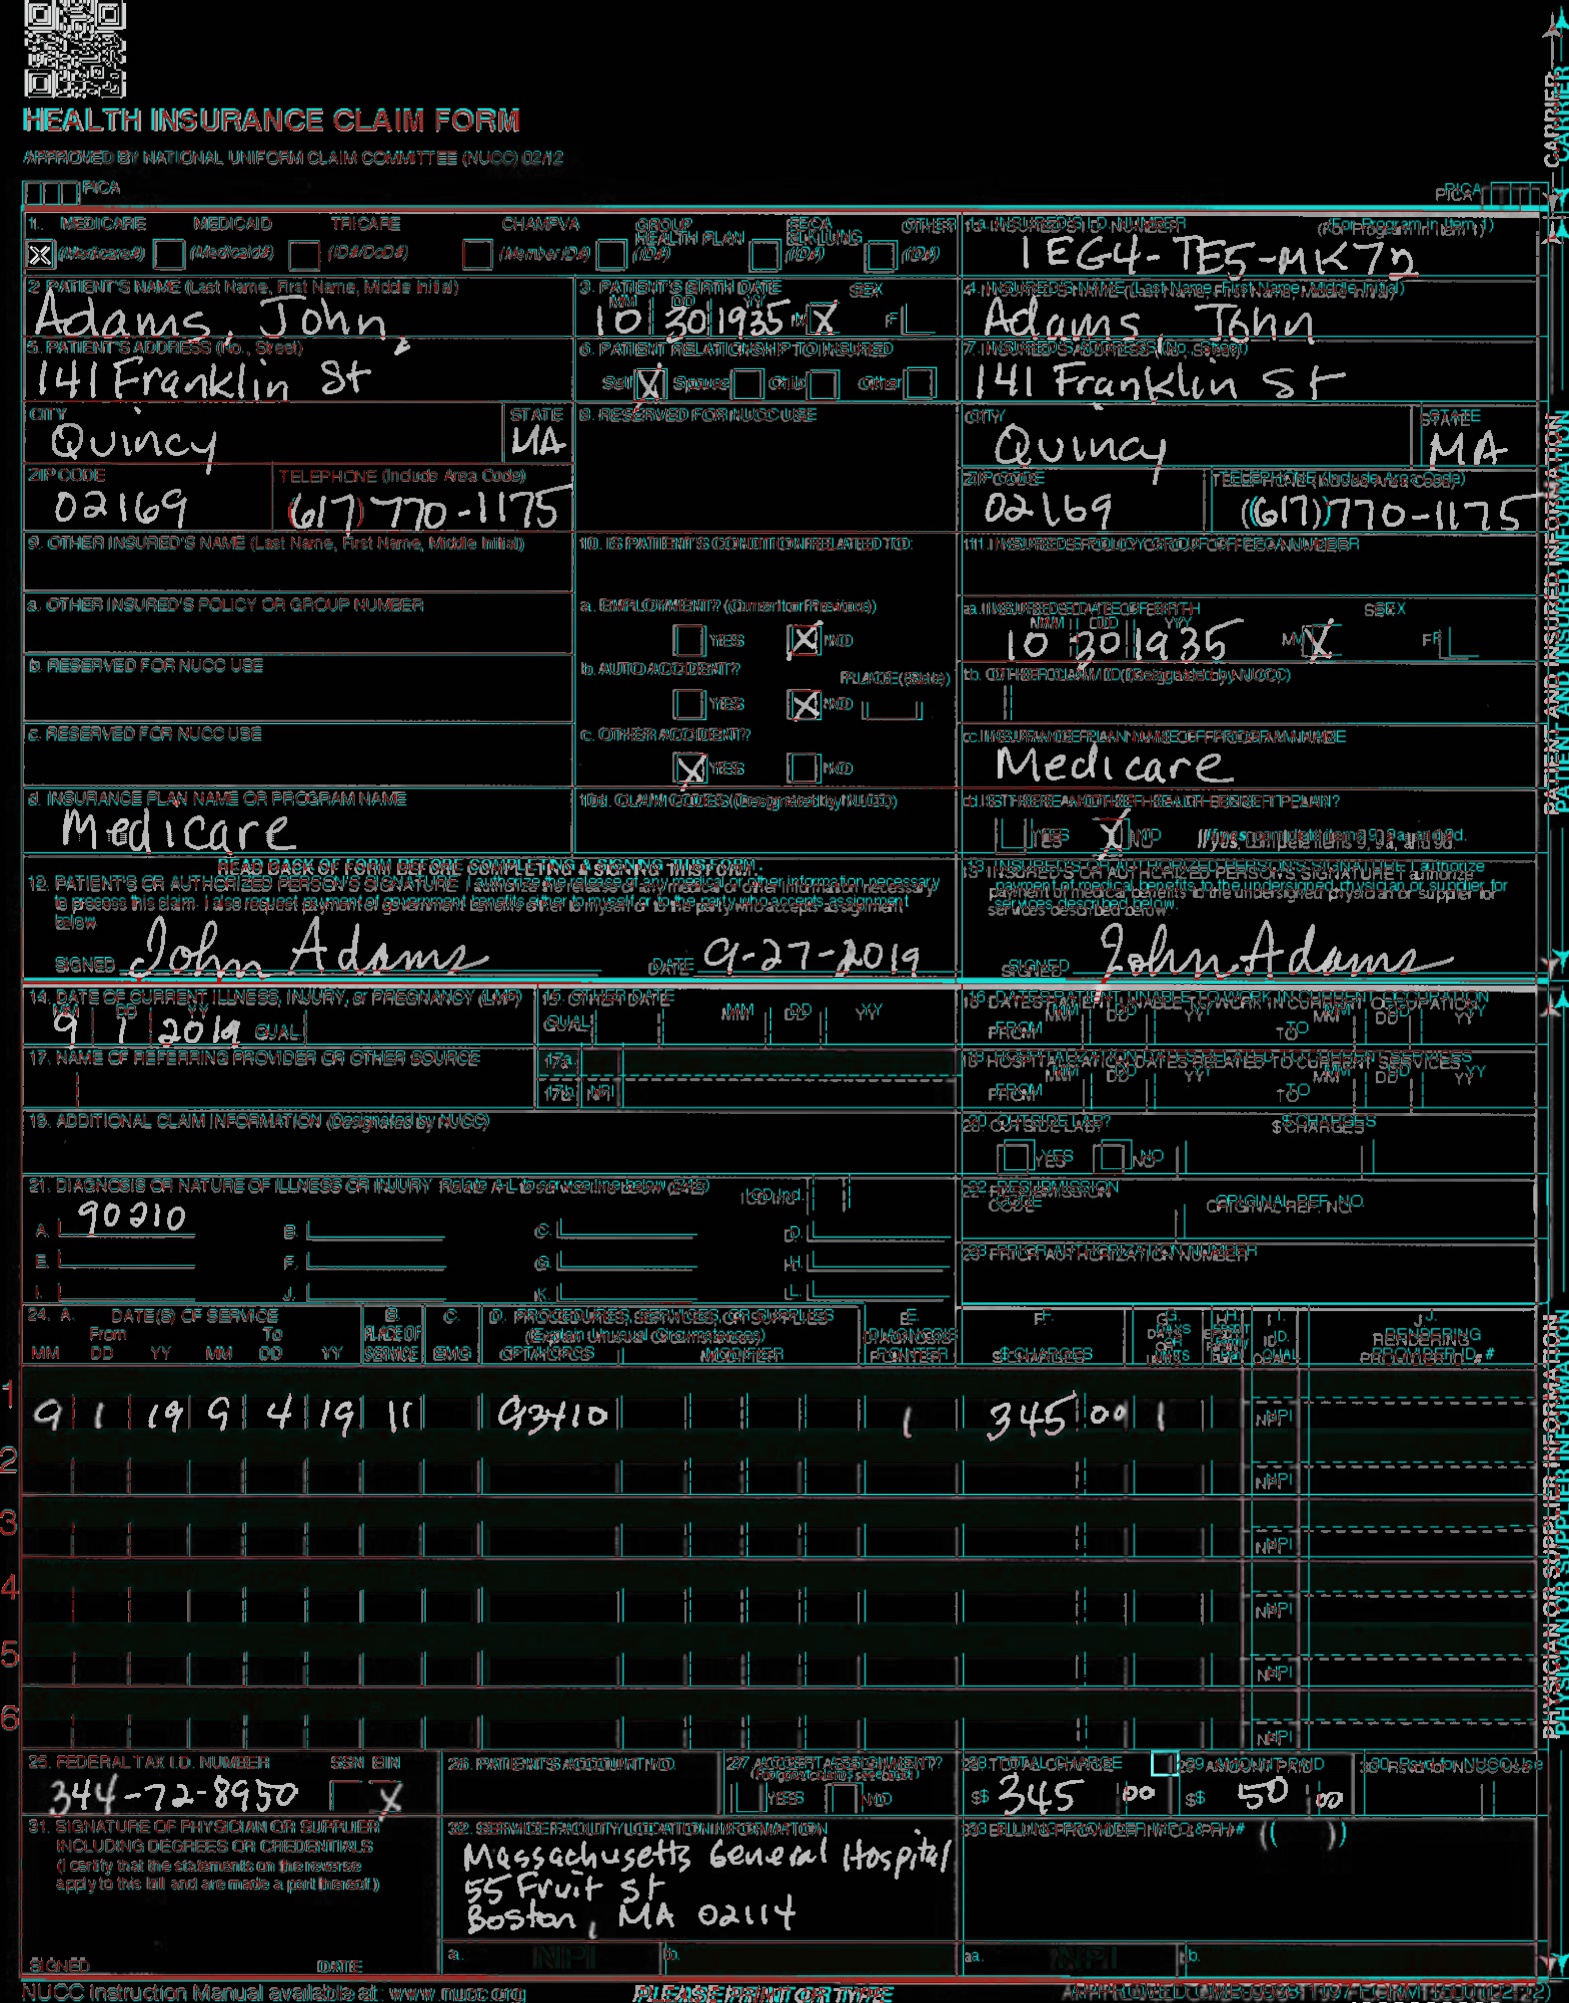 HEALTH INSURANCE CLAIM FORM
APPROVED BY NATIONAL UNIFORM CLAIM COMMITTEE (NUCC) 02/12
PICA PICA
CARRIER
1. MEDICARE MEDICAID TRICARE CHAMPVA GROUP HEALTH PLAN FECA BLK LUNG OTHER 1a. INSURED'S I.D. NUMBER (For Program in Item 1)
X (Medicare#) (Medicaid#) (ID#/DoD#) (Member ID#) (ID#) (ID#) (ID#) 1EG4-TE5-MK72
2. PATIENT'S NAME (Last Name, First Name, Middle Initial) 3. PATIENT'S BIRTH DATE SEX 4. INSURED'S NAME (Last Name, First Name, Middle Initial)
MM DD YY
Adams, John 10 30 1935 M X F Adams, John
5. PATIENT'S ADDRESS (No., Street) 6. PATIENT RELATIONSHIP TO INSURED 7. INSURED'S ADDRESS (No., Street)
141 Franklin St Self X Spouse Child Other 141 Franklin St
CITY STATE 8. RESERVED FOR NUCC USE CITY STATE
Quincy MA Quincy MA
ZIP CODE TELEPHONE (Include Area Code) ZIP CODE TELEPHONE (Include Area Code)
02169 (617) 770-1175 02169 (617) 770-1175
9. OTHER INSURED'S NAME (Last Name, First Name, Middle Initial) 10. IS PATIENT'S CONDITION RELATED TO: 11. INSURED'S POLICY GROUP OR FECA NUMBER
a. OTHER INSURED'S POLICY OR GROUP NUMBER a. EMPLOYMENT? (Current or Previous) a. INSURED'S DATE OF BIRTH SEX
MM DD YY
YES X NO 10 30 1935 M X F
b. RESERVED FOR NUCC USE b. AUTO ACCIDENT? PLACE (State) b. OTHER CLAIM ID (Designated by NUCC)
YES X NO
c. RESERVED FOR NUCC USE c. OTHER ACCIDENT? c. INSURANCE PLAN NAME OR PROGRAM NAME
X YES NO Medicare
d. INSURANCE PLAN NAME OR PROGRAM NAME 10d. CLAIM CODES (Designated by NUCC) d. IS THERE ANOTHER HEALTH BENEFIT PLAN?
Medicare YES X NO If yes, complete items 9, 9a, and 9d.
PATIENT AND INSURED INFORMATION
READ BACK OF FORM BEFORE COMPLETING & SIGNING THIS FORM.
12. PATIENT'S OR AUTHORIZED PERSON'S SIGNATURE I authorize the release of any medical or other information necessary
to process this claim. I also request payment of government benefits either to myself or to the party who accepts assignment
below.
SIGNED John Adams DATE 9-27-2019
13. INSURED'S OR AUTHORIZED PERSON'S SIGNATURE I authorize
payment of medical benefits to the undersigned physician or supplier for
services described below.
SIGNED John Adams
14. DATE OF CURRENT ILLNESS, INJURY, or PREGNANCY (LMP) 15. OTHER DATE 16. DATES PATIENT UNABLE TO WORK IN CURRENT OCCUPATION
MM DD YY MM DD YY MM DD YY MM DD YY
9 1 2019 QUAL. QUAL. FROM TO
17. NAME OF REFERRING PROVIDER OR OTHER SOURCE 17a. 18. HOSPITALIZATION DATES RELATED TO CURRENT SERVICES
MM DD YY MM DD YY
17b. NPI FROM TO
19. ADDITIONAL CLAIM INFORMATION (Designated by NUCC) 20. OUTSIDE LAB? $ CHARGES
YES NO
21. DIAGNOSIS OR NATURE OF ILLNESS OR INJURY Relate A-L to service line below (24E) ICD Ind. 22. RESUBMISSION CODE ORIGINAL REF. NO.
A. 90210 B. C. D.
E. F. G. H. 23. PRIOR AUTHORIZATION NUMBER
I. J. K. L.
24. A. DATE(S) OF SERVICE B. C. D. PROCEDURES, SERVICES, OR SUPPLIES E. F. G. H. I. J.
From To PLACE OF (Explain Unusual Circumstances) DIAGNOSIS DAYS OR UNITS ID. RENDERING
MM DD YY MM DD YY SERVICE EMG CPT/HCPCS MODIFIER POINTER $ CHARGES QUAL. PROVIDER ID. #
1 9 1 19 9 4 19 11 93410 1 345 00 1 NPI
2 NPI
3 NPI
4 NPI
5 NPI
6 NPI
PHYSICIAN OR SUPPLIER INFORMATION
25. FEDERAL TAX I.D. NUMBER SSN EIN 26. PATIENT'S ACCOUNT NO. 27. ACCEPT ASSIGNMENT? 28. TOTAL CHARGE 29. AMOUNT PAID 30. Rsvd for NUCC Use
(For govt. claims, see back)
344-72-8950 X YES NO $ 345 00 $ 50 00
31. SIGNATURE OF PHYSICIAN OR SUPPLIER
INCLUDING DEGREES OR CREDENTIALS
(I certify that the statements on the reverse
apply to this bill and are made a part thereof.)
SIGNED DATE
32. SERVICE FACILITY LOCATION INFORMATION
Massachusetts General Hospital
55 Fruit St
Boston, MA 02114
a. NPI b.
33. BILLING PROVIDER INFO & PH # ( )
a. NPI b.
NUCC Instruction Manual available at: www.nucc.org PLEASE PRINT OR TYPE